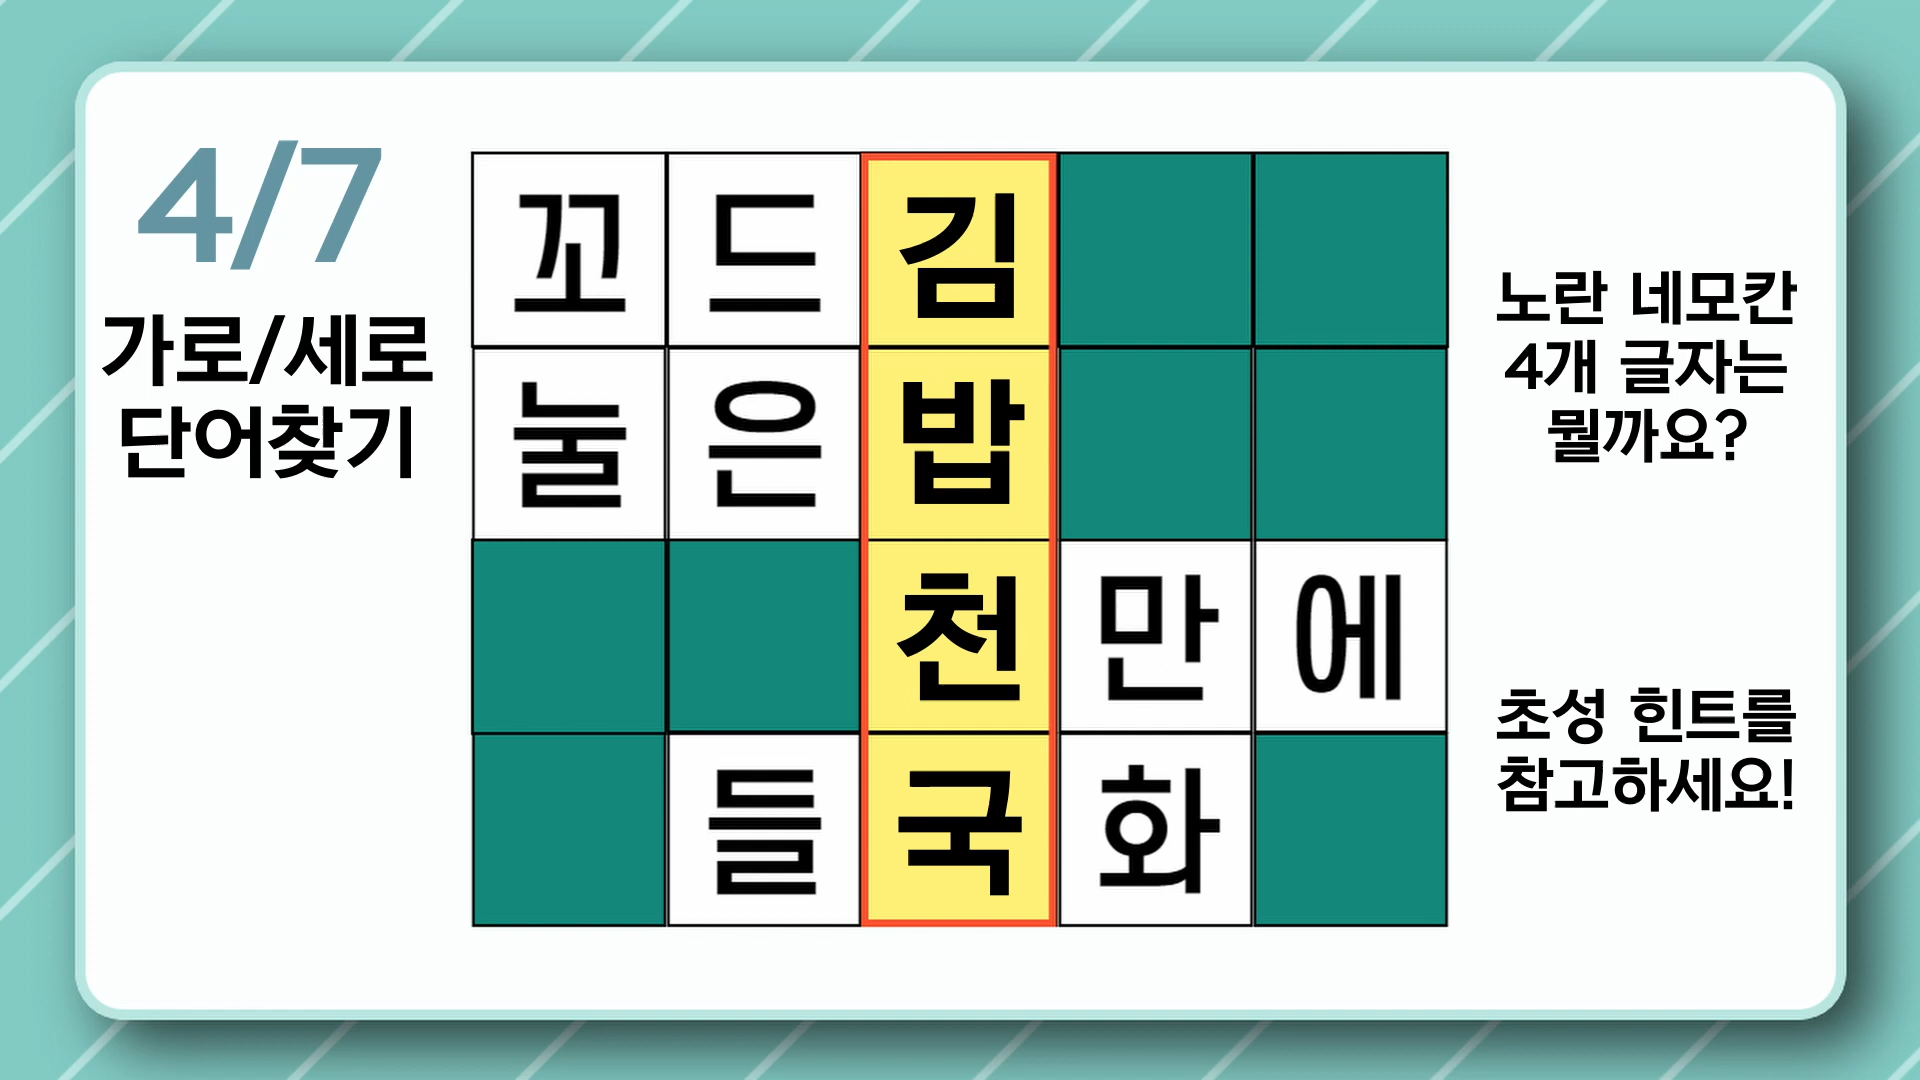 4/7
가로/세로
단어찾기
꼬드김
눌은밥
천만에
들국화
노란 네모칸
4개 글자는
뭘까요?
초성 힌트를
참고하세요!